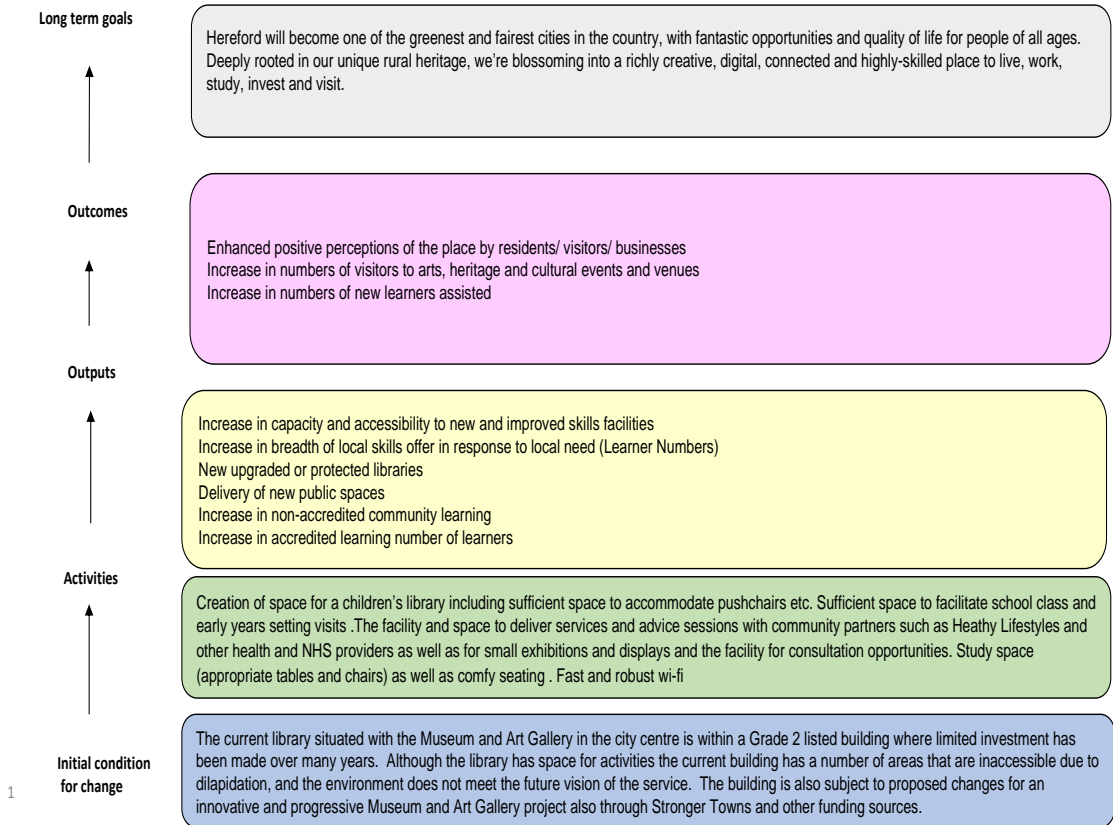 Long term goals
Hereford will become one of the greenest and fairest cities in the country, with fantastic opportunities and quality of life for people of all ages.
Deeply rooted in our unique rural heritage, we're blossoming into a richly creative, digital, connected and highly-skilled place to live, work,
study, invest and visit.
Outcomes
Enhanced positive perceptions of the place by residents/ visitors/ businesses
Increase in numbers of visitors to arts, heritage and cultural events and venues
Increase in numbers of new learners assisted
Outputs
Increase in capacity and accessibility to new and improved skills facilities
Increase in breadth of local skills offer in response to local need (Learner Numbers)
New upgraded or protected libraries
Delivery of new public spaces
Increase in non-accredited community learning
Increase in accredited learning number of learners
Activities
Creation of space for a children's library including sufficient space to accommodate pushchairs etc. Sufficient space to facilitate school class and
early years setting visits .The facility and space to deliver services and advice sessions with community partners such as Heathy Lifestyles and
other health and NHS providers as well as for small exhibitions and displays and the facility for consultation opportunities. Study space
(appropriate tables and chairs) as well as comfy seating . Fast and robust wi-fi
Initial condition
for change
The current library situated with the Museum and Art Gallery in the city centre is within a Grade 2 listed building where limited investment has
been made over many years.  Although the library has space for activities the current building has a number of areas that are inaccessible due to
dilapidation, and the environment does not meet the future vision of the service.  The building is also subject to proposed changes for an
innovative and progressive Museum and Art Gallery project also through Stronger Towns and other funding sources.
1